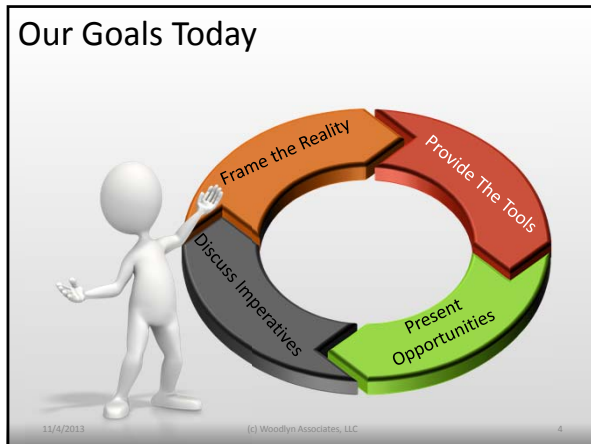 Our Goals Today
Frame the Reality
Provide The Tools
Present
Opportunities
Discuss Imperatives
11/4/2013
(c) Woodlyn Associates, LLC
4